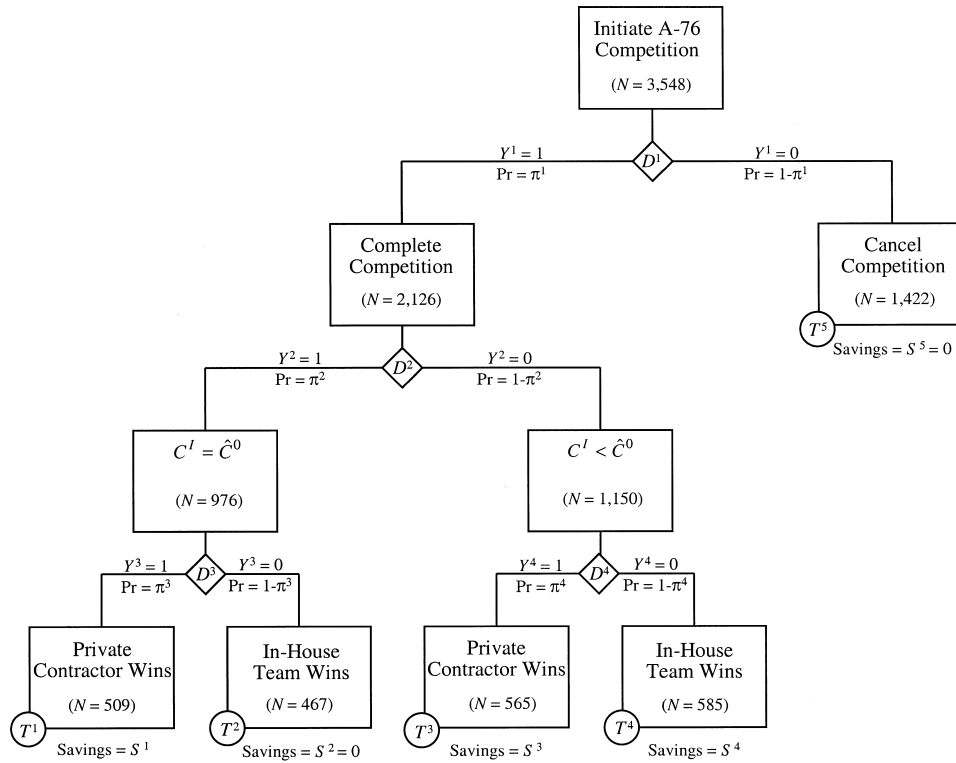 Initiate A-76
Competition
(N = 3,548)
D¹
Y¹ = 1
Pr = π¹
Y¹ = 0
Pr = 1-π¹
Complete
Competition
(N = 2,126)
Cancel
Competition
(N = 1,422)
T⁵
Savings = S⁵ = 0
D²
Y² = 1
Pr = π²
Y² = 0
Pr = 1-π²
Cᴵ = Ĉ⁰
(N = 976)
Cᴵ < Ĉ⁰
(N = 1,150)
D³
Y³ = 1
Pr = π³
Y³ = 0
Pr = 1-π³
D⁴
Y⁴ = 1
Pr = π⁴
Y⁴ = 0
Pr = 1-π⁴
Private
Contractor Wins
(N = 509)
T¹
Savings = S¹
In-House
Team Wins
(N = 467)
T²
Savings = S² = 0
Private
Contractor Wins
(N = 565)
T³
Savings = S³
In-House
Team Wins
(N = 585)
T⁴
Savings = S⁴